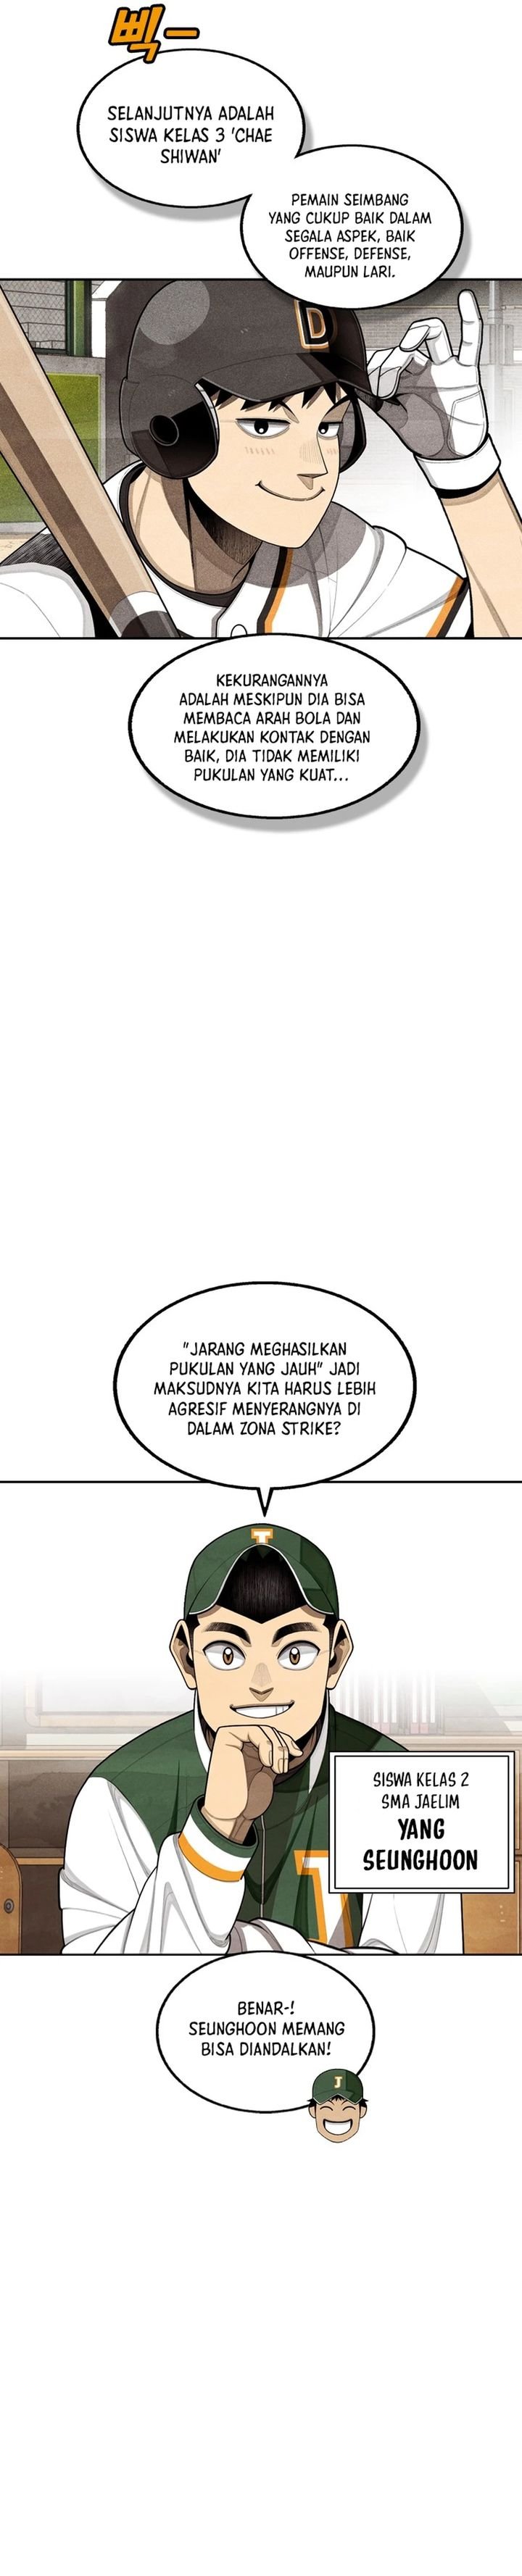 삑ㅡ
SELANJUTNYA ADALAH
SISWA KELAS 3 'CHAE
SHIWAN'
PEMAIN SEIMBANG
YANG CUKUP BAIK DALAM
SEGALA ASPEK, BAIK
OFFENSE, DEFENSE,
MAUPUN LARI.
D
KEKURANGANNYA
ADALAH MESKIPUN DIA BISA
MEMBACA ARAH BOLA DAN
MELAKUKAN KONTAK DENGAN
BAIK, DIA TIDAK MEMILIKI
PUKULAN YANG KUAT...
"JARANG MEGHASILKAN
PUKULAN YANG JAUH" JADI
MAKSUDNYA KITA HARUS LEBIH
AGRESIF MENYERANGNYA DI
DALAM ZONA STRIKE?
SISWA KELAS 2
SMA JAELIM
YANG
SEUNGHOON
BENAR-!
SEUNGHOON MEMANG
BISA DIANDALKAN!
J